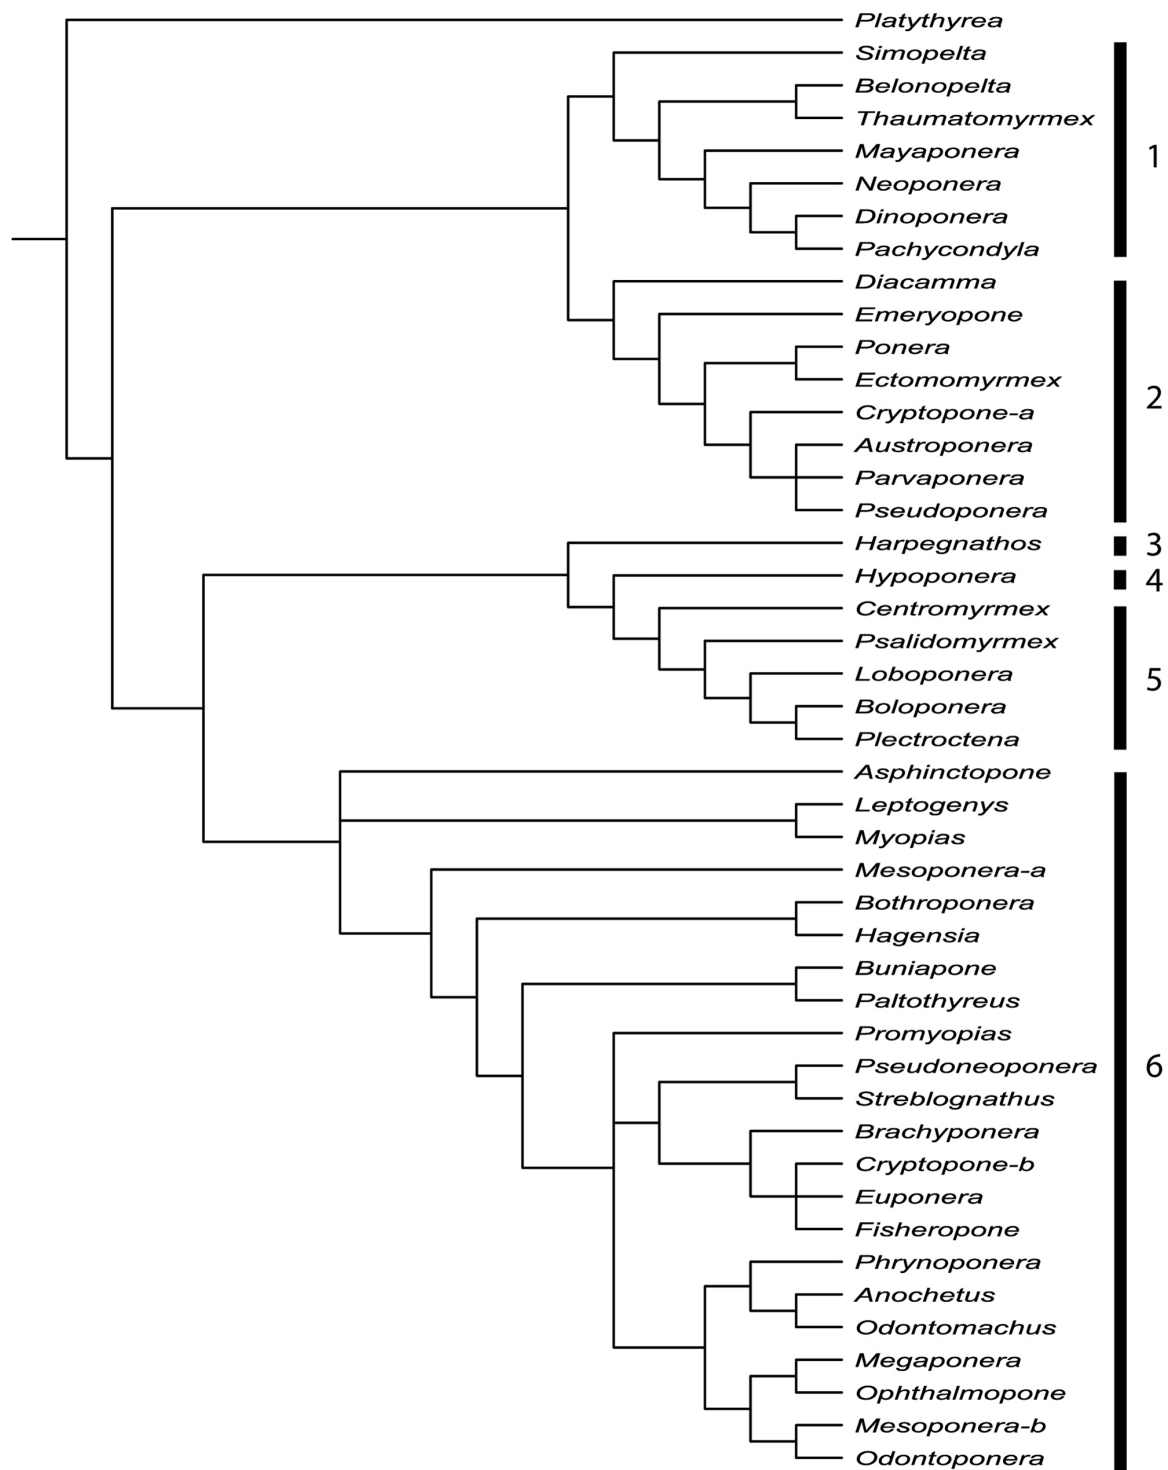 Platythyrea
Simopelta
Belonopelta
Thaumatomyrmex
Mayaponera
1
Neoponera
Dinoponera
Pachycondyla
Diacamma
Emeryopone
Ponera
Ectomomyrmex
2
Cryptopone-a
Austroponera
Parvaponera
Pseudoponera
Harpegnathos
3
Hypoponera
4
Centromyrmex
Psalidomyrmex
Loboponera
5
Boloponera
Plectroctena
Asphinctopone
Leptogenys
Myopias
Mesoponera-a
Bothroponera
Hagensia
Buniapone
Paltothyreus
Promyopias
Pseudoneoponera
6
Streblognathus
Brachyponera
Cryptopone-b
Euponera
Fisheropone
Phrynoponera
Anochetus
Odontomachus
Megaponera
Ophthalmopone
Mesoponera-b
Odontoponera